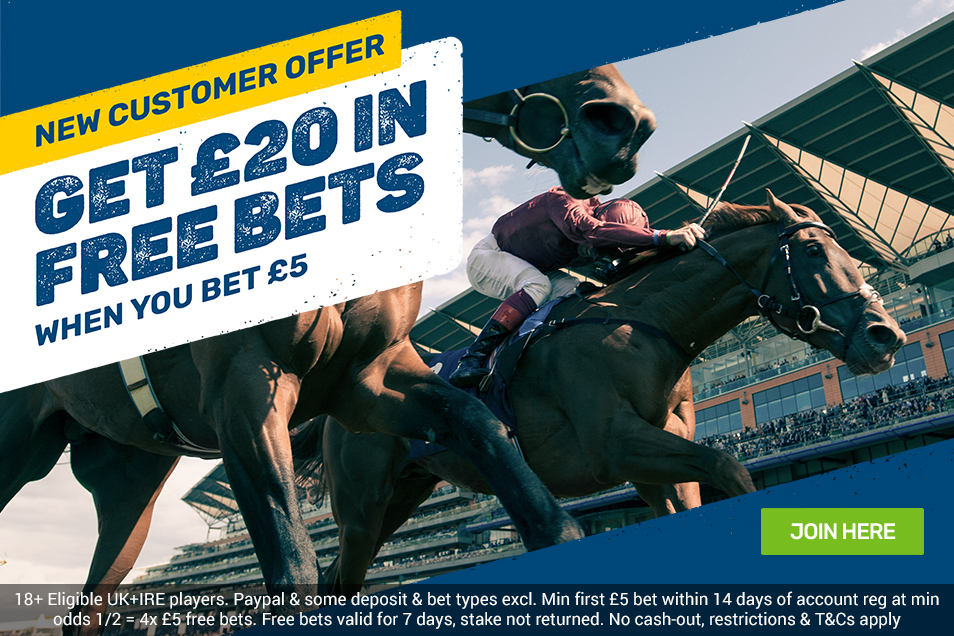 NEW CUSTOMER OFFER
GET £20 IN
FREE BETS
WHEN YOU BET £5
JOIN HERE
18+ Eligible UK+IRE players. Paypal & some deposit & bet types excl. Min first £5 bet within 14 days of account reg at min
odds 1/2 = 4x £5 free bets. Free bets valid for 7 days, stake not returned. No cash-out, restrictions & T&Cs apply